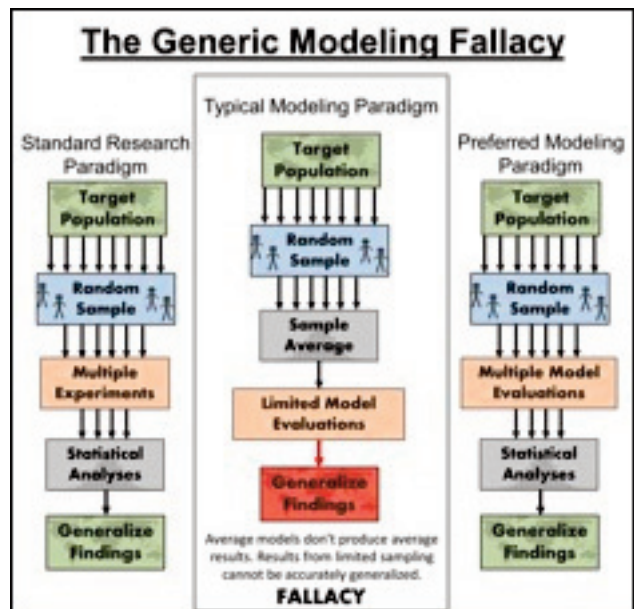 The Generic Modeling Fallacy
Standard Research
Paradigm
Target
Population
Random
Sample
Multiple
Experiments
Statistical
Analyses
Generalize
Findings
Typical Modeling Paradigm
Target
Population
Random
Sample
Sample
Average
Limited Model
Evaluations
Generalize
Findings
Average models don't produce average
results. Results from limited sampling
cannot be accurately generalized.
FALLACY
Preferred Modeling
Paradigm
Target
Population
Random
Sample
Multiple Model
Evaluations
Statistical
Analyses
Generalize
Findings